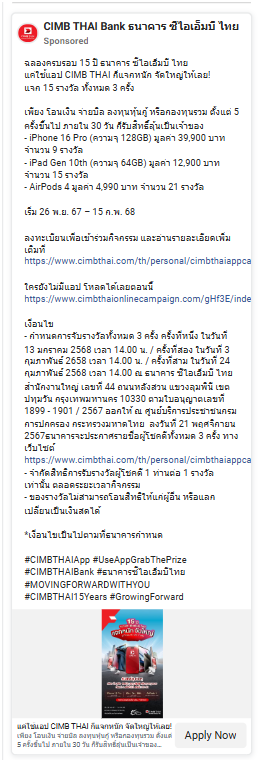 CIMB THAI Bank ธนาคาร ซีไอเอ็มบี ไทย
Sponsored
ฉลองครบรอบ 15 ปี ธนาคาร ซีไอเอ็มบี ไทย
แค่ใช้แอป CIMB THAI ก็แจกหนัก จัดใหญ่ให้เลย!
แจก 15 รางวัล ทั้งหมด 3 ครั้ง
เพียง โอนเงิน จ่ายบิล ลงทุนหุ้นกู้ หรือกองทุนรวม ตั้งแต่ 5
ครั้งขึ้นไป ภายใน 30 วัน ก็รับสิทธิ์ลุ้นเป็นเจ้าของ
- iPhone 16 Pro (ความจุ 128GB) มูลค่า 39,900 บาท
จำนวน 9 รางวัล
- iPad Gen 10th (ความจุ 64GB) มูลค่า 12,900 บาท
จำนวน 15 รางวัล
- AirPods 4 มูลค่า 4,990 บาท จำนวน 21 รางวัล
เริ่ม 26 พ.ย. 67 – 15 ก.พ. 68
ลงทะเบียนเพื่อเข้าร่วมกิจกรรม และอ่านรายละเอียดเพิ่ม
เติมที่
https://www.cimbthai.com/th/personal/cimbthaiappca
ใครยังไม่มีแอป โหลดได้เลยตอนนี้
https://www.cimbthaionlinecampaign.com/gHf3E/inde
เงื่อนไข
- กำหนดการจับรางวัลทั้งหมด 3 ครั้ง ครั้งที่หนึ่ง ในวันที่
13 มกราคม 2568 เวลา 14.00 น. / ครั้งที่สอง ในวันที่ 3
กุมภาพันธ์ 2568 เวลา 14.00 น. / ครั้งที่สาม ในวันที่ 24
กุมภาพันธ์ 2568 เวลา 14.00 ณ ธนาคาร ซีไอเอ็มบี ไทย
สำนักงานใหญ่ เลขที่ 44 ถนนหลังสวน แขวงลุมพินี เขต
ปทุมวัน กรุงเทพมหานคร 10330 ตามใบอนุญาตเลขที่
1899 - 1901 / 2567 ออกให้ ณ ศูนย์บริการประชาชนกรม
การปกครอง กระทรวงมหาดไทย ลงวันที่ 21 พฤศจิกายน
2567ธนาคารจะประกาศรายชื่อผู้โชคดีทั้งหมด 3 ครั้ง ทาง
เว็บไซต์
https://www.cimbthai.com/th/personal/cimbthaiappca
- จำกัดสิทธิการรับรางวัลผู้โชคดี 1 ท่านต่อ 1 รางวัล
เท่านั้น ตลอดระยะเวลากิจกรรม
- ของรางวัลไม่สามารถโอนสิทธิให้แก่ผู้อื่น หรือแลก
เปลี่ยนเป็นเงินสดได้
*เงื่อนไขเป็นไปตามที่ธนาคารกำหนด
#CIMBTHAIApp #UseAppGrabThePrize
#CIMBTHAIBank #ธนาคารซีไอเอ็มบีไทย
#MOVINGFORWARDWITHYOU
#CIMBTHAI15Years #GrowingForward
แค่ใช้แอป CIMB THAI ก็แจกหนัก จัดใหญ่ให้เลย!
เพียง โอนเงิน จ่ายบิล ลงทุนหุ้นกู้ หรือกองทุนรวม ตั้งแต่
5 ครั้งขึ้นไป ภายใน 30 วัน ก็รับสิทธิ์ลุ้นเป็นเจ้าของ...
Apply Now